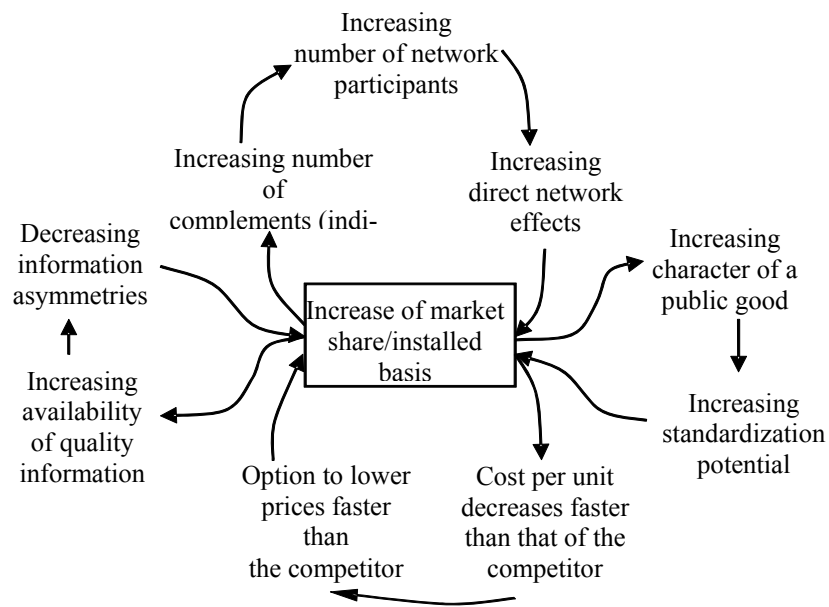 Increasing
number of network
participants
Increasing number
of
complements (indi-
Increasing
direct network
effects
Decreasing
information
asymmetries
Increasing
character of a
public good
Increase of market
share/installed
basis
Increasing
availability
of quality
information
Increasing
standardization
potential
Option to lower
prices faster
than
the competitor
Cost per unit
decreases faster
than that of the
competitor